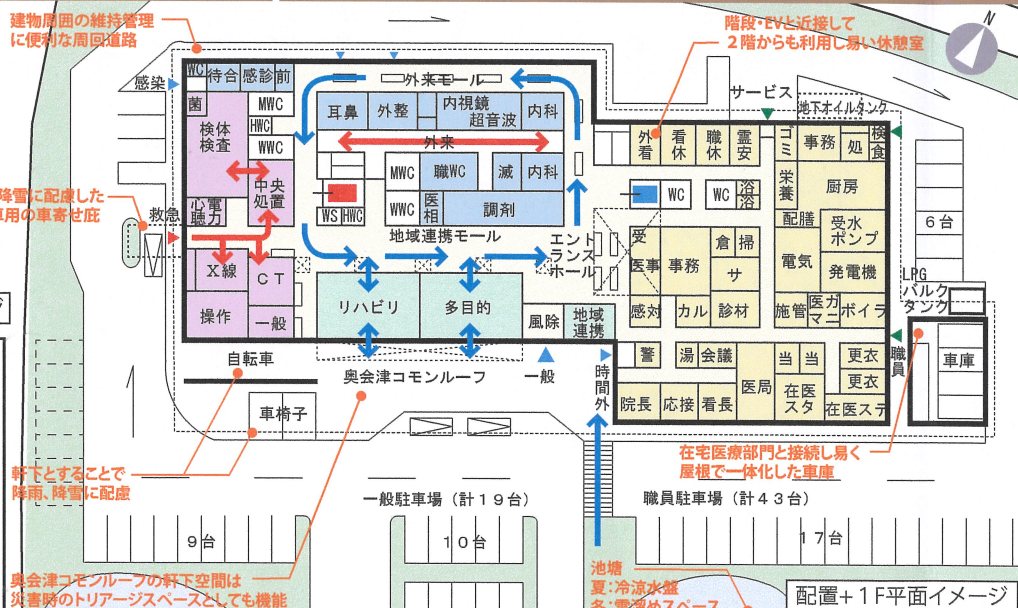 建物周囲の維持管理
に便利な周回道路
階段・EVと近接して
2階からも利用し易い休憩室
N
感染
WC
待合
感診
前
外来モール
サービス
地下オイルタンク
菌
検体
検査
MWC
HWC
WWC
耳鼻
外整
内視鏡
超音波
内科
外来
外看
看休
職休
霊安
ゴミ
事務
処
検食
中央
処置
MWC
職WC
滅
内科
WC
WC
浴
浴
栄養
厨房
降雪に配慮した
車用の車寄せ庇
救急
心電
聴力
WS
HWC
WWC
医相
調剤
配膳
受水
ポンプ
6台
地域連携モール
エント
ランス
ホール
受
医事
事務
倉
掃
サ
電気
発電機
X線
CT
LPG
バルク
タンク
リハビリ
多目的
操作
一般
風除
地域
連携
感対
カル
診材
施管
医ガ
マニ
ボイラ
自転車
奥会津コモンルーフ
一般
時間外
警
湯
会議
医局
当
当
更衣
更衣
職員
車庫
車椅子
院長
応接
看長
在医
スタ
在医ステ
軒下とすることで
降雨、降雪に配慮
在宅医療部門と接続し易く
屋根で一体化した車庫
一般駐車場（計19台）
職員駐車場（計43台）
9台
10台
17台
奥会津コモンルーフの軒下空間は
災害時のトリアージスペースとしても機能
池塘
夏：冷涼水盤
冬：雪溜めスペース
配置+1F平面イメージ